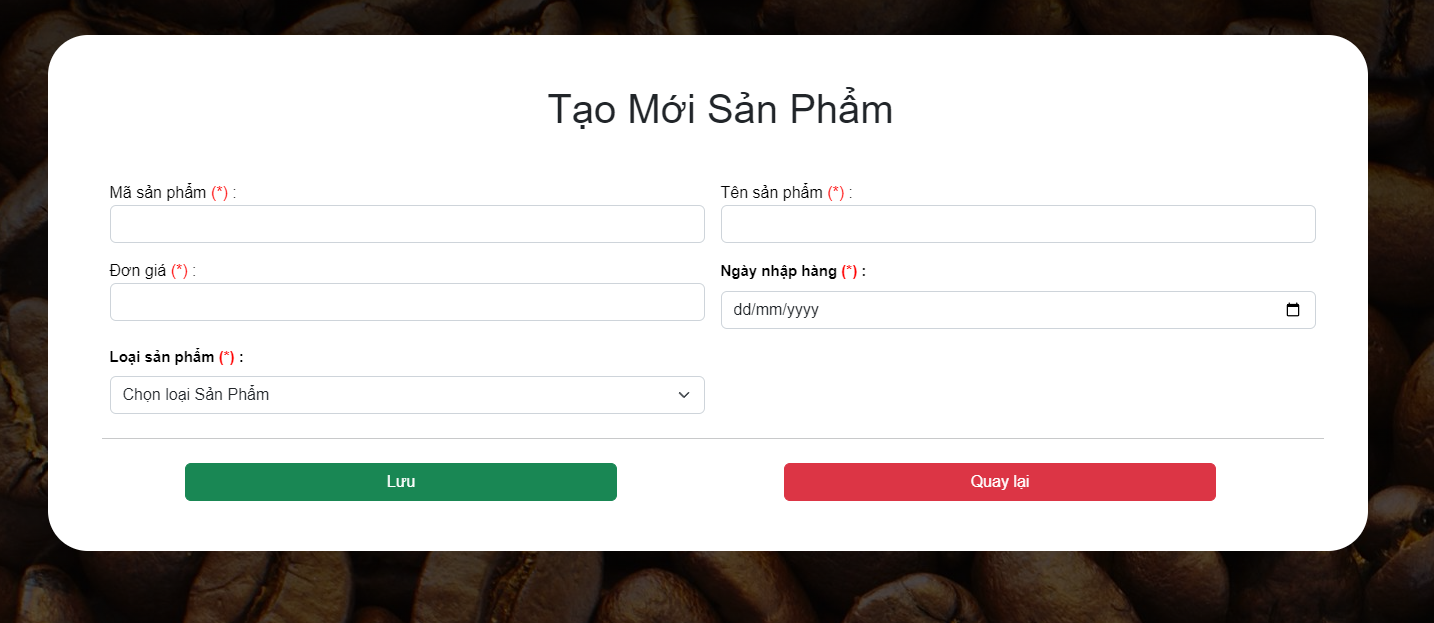 Tạo Mới Sản Phẩm
Mã sản phẩm (*) :
Tên sản phẩm (*) :
Đơn giá (*) :
Ngày nhập hàng (*) :
dd/mm/yyyy
Loại sản phẩm (*) :
Chọn loại Sản Phẩm
Lưu
Quay lại